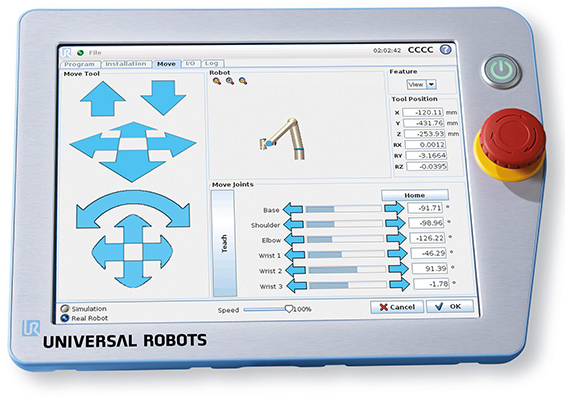 UR File 02:02:42 CCCC ?
Program Installation Move I/O Log
Move Tool
Robot
Feature
View
Tool Position
X -120.11 mm
Y -431.76 mm
Z -253.93 mm
RX 0.0012
RY -3.1664
RZ -0.0395
Move Joints
Home
Teach
Base -91.71 °
Shoulder -98.96 °
Elbow -126.22 °
Wrist 1 -46.29 °
Wrist 2 91.39 °
Wrist 3 -1.78 °
Simulation
Real Robot
Speed 100%
Cancel OK
UR UNIVERSAL ROBOTS